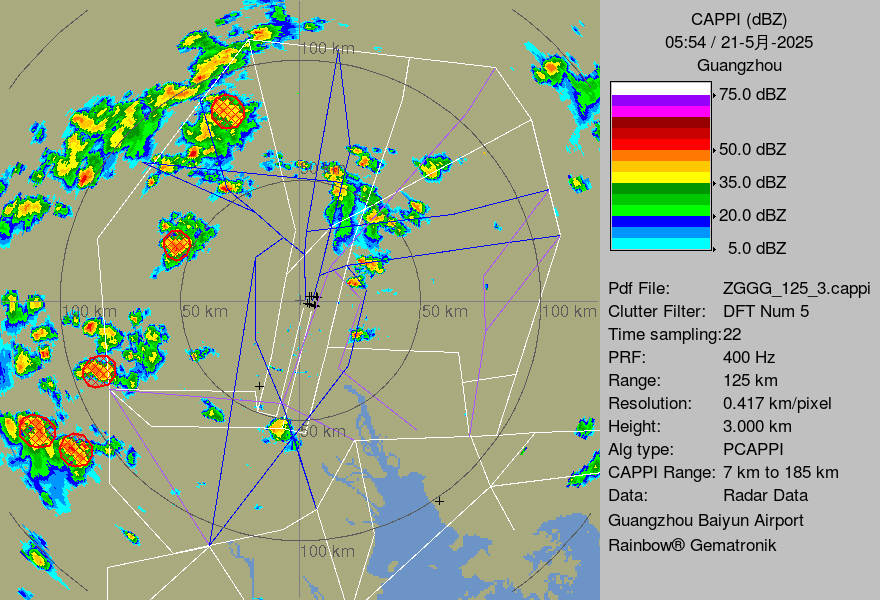 CAPPI (dBZ)
05:54 / 21-5月-2025
Guangzhou
75.0 dBZ
50.0 dBZ
35.0 dBZ
20.0 dBZ
5.0 dBZ
Pdf File: ZGGG_125_3.cappi
Clutter Filter: DFT Num 5
Time sampling:22
PRF: 400 Hz
Range: 125 km
Resolution: 0.417 km/pixel
Height: 3.000 km
Alg type: PCAPPI
CAPPI Range: 7 km to 185 km
Data: Radar Data
Guangzhou Baiyun Airport
Rainbow® Gematronik
100 km
50 km
100 km
50 km
50 km
100 km
50 km
100 km